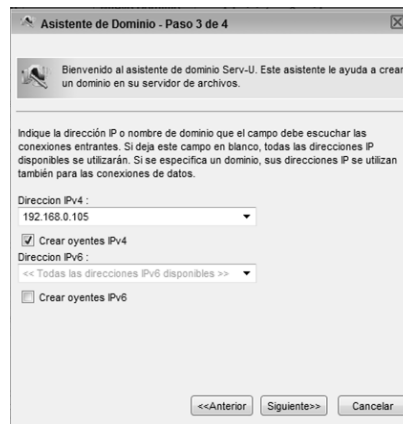 Asistente de Dominio - Paso 3 de 4
Bienvenido al asistente de dominio Serv-U. Este asistente le ayuda a crear
un dominio en su servidor de archivos.
Indique la dirección IP o nombre de dominio que el campo debe escuchar las
conexiones entrantes. Si deja este campo en blanco, todas las direcciones IP
disponibles se utilizarán. Si se especifica un dominio, sus direcciones IP se utilizan
también para las conexiones de datos.
Direccion IPv4 :
192.168.0.105
Crear oyentes IPv4
Direccion IPv6 :
<< Todas las direcciones IPv6 disponibles >>
Crear oyentes IPv6
<<Anterior Siguiente>> Cancelar